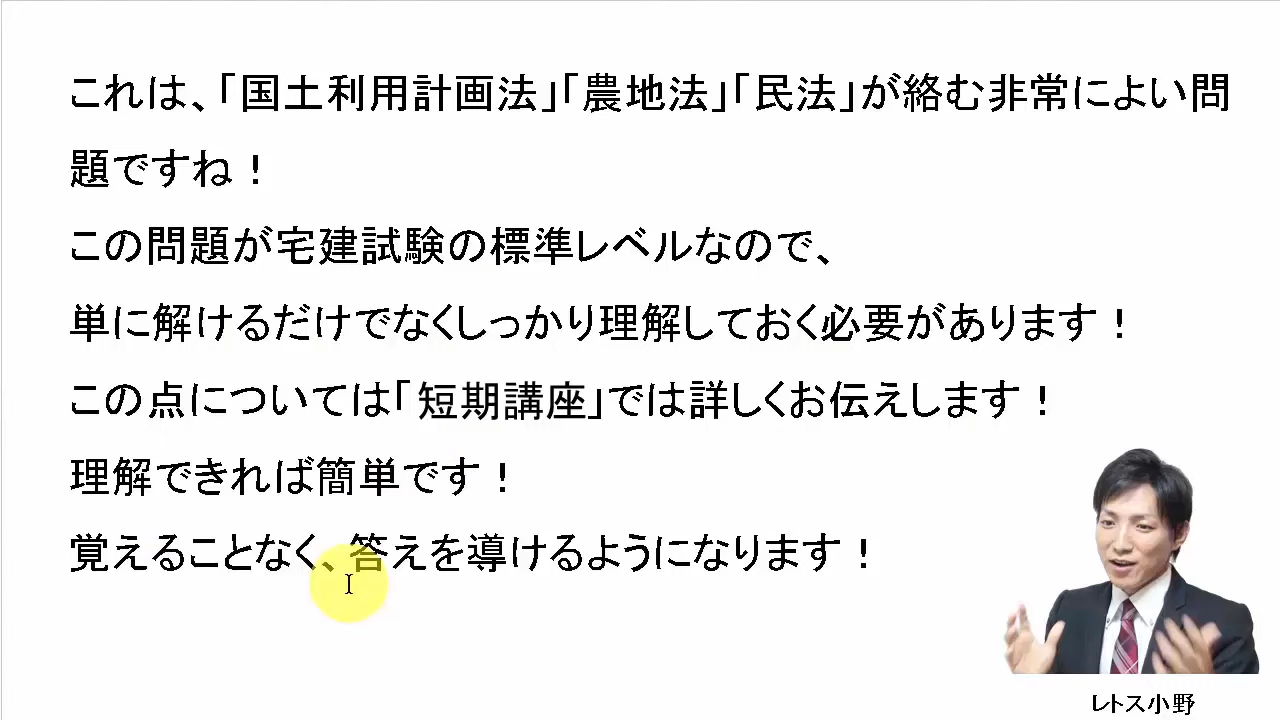 これは、「国土利用計画法」「農地法」「民法」が絡む非常によい問
題ですね！
この問題が宅建試験の標準レベルなので、
単に解けるだけでなくしっかり理解しておく必要があります！
この点については「短期講座」では詳しくお伝えします！
理解できれば簡単です！
覚えることなく、答えを導けるようになります！
レトス小野